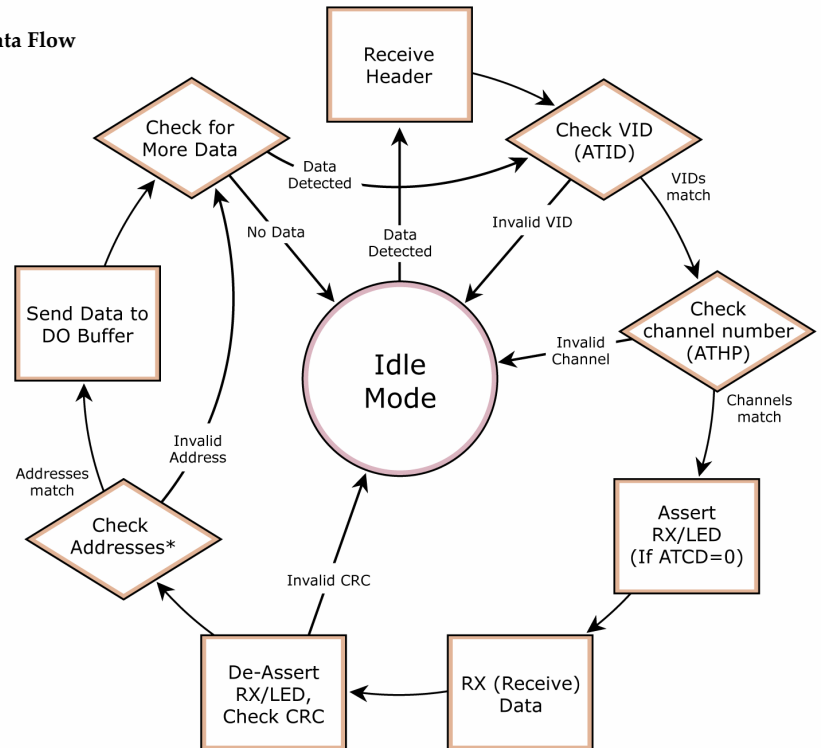 ata Flow
Receive
Header
Check for
More Data
Check VID
(ATID)
Data
Detected
VIDs
match
No Data
Data
Detected
Invalid VID
Send Data to
DO Buffer
Check
channel number
(ATHP)
Idle
Mode
Invalid
Channel
Channels
match
Invalid
Address
Addresses
match
Check
Addresses*
Assert
RX/LED
(If ATCD=0)
Invalid CRC
De-Assert
RX/LED,
Check CRC
RX (Receive)
Data